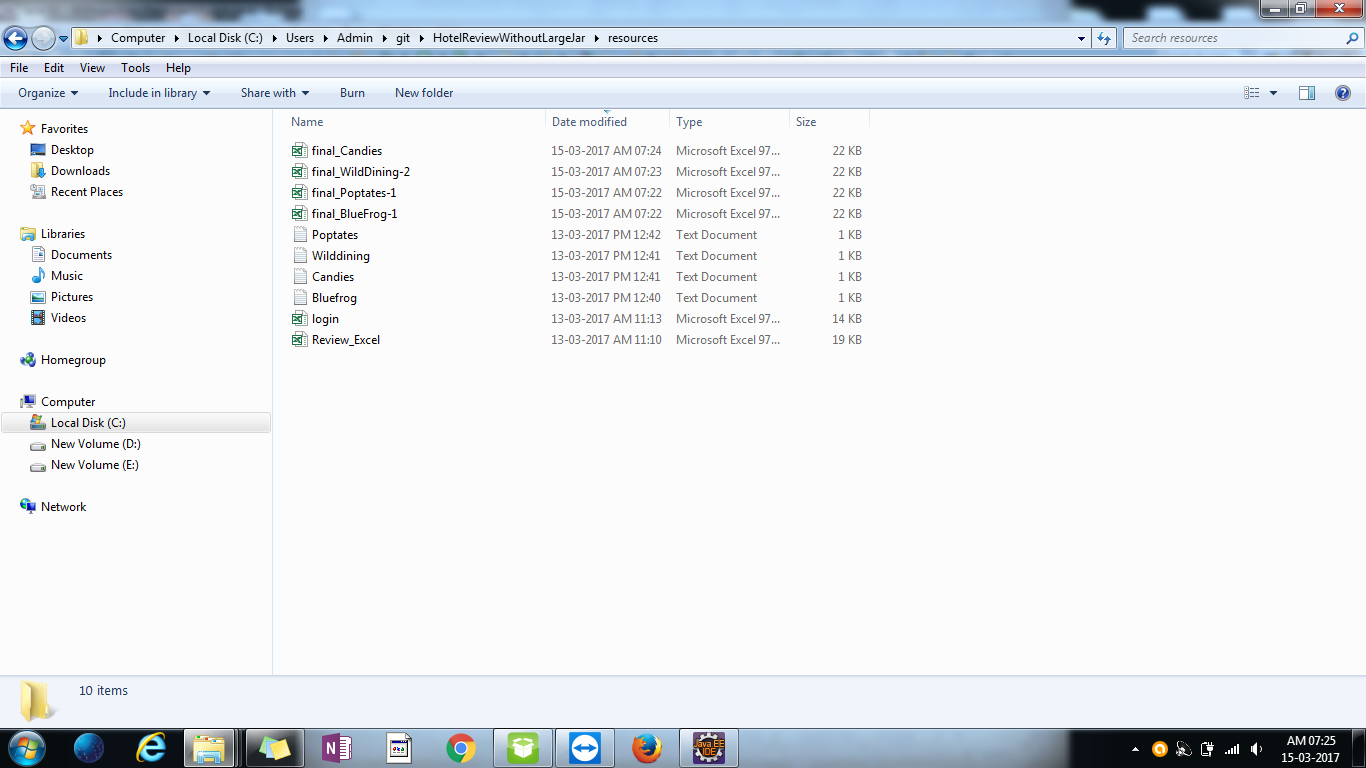 Computer Local Disk (C:) Users Admin git HotelReviewWithoutLargeJar resources Search resources
File Edit View Tools Help
Organize Include in library Share with Burn New folder
Favorites
Desktop
Downloads
Recent Places
Libraries
Documents
Music
Pictures
Videos
Homegroup
Computer
Local Disk (C:)
New Volume (D:)
New Volume (E:)
Network
Name Date modified Type Size
final_Candies 15-03-2017 AM 07:24 Microsoft Excel 97... 22 KB
final_WildDining-2 15-03-2017 AM 07:23 Microsoft Excel 97... 22 KB
final_Poptates-1 15-03-2017 AM 07:22 Microsoft Excel 97... 22 KB
final_BlueFrog-1 15-03-2017 AM 07:22 Microsoft Excel 97... 22 KB
Poptates 13-03-2017 PM 12:42 Text Document 1 KB
Wilddining 13-03-2017 PM 12:41 Text Document 1 KB
Candies 13-03-2017 PM 12:41 Text Document 1 KB
Bluefrog 13-03-2017 PM 12:40 Text Document 1 KB
login 13-03-2017 AM 11:13 Microsoft Excel 97... 14 KB
Review_Excel 13-03-2017 AM 11:10 Microsoft Excel 97... 19 KB
10 items
Java EE
IDE
AM 07:25
15-03-2017